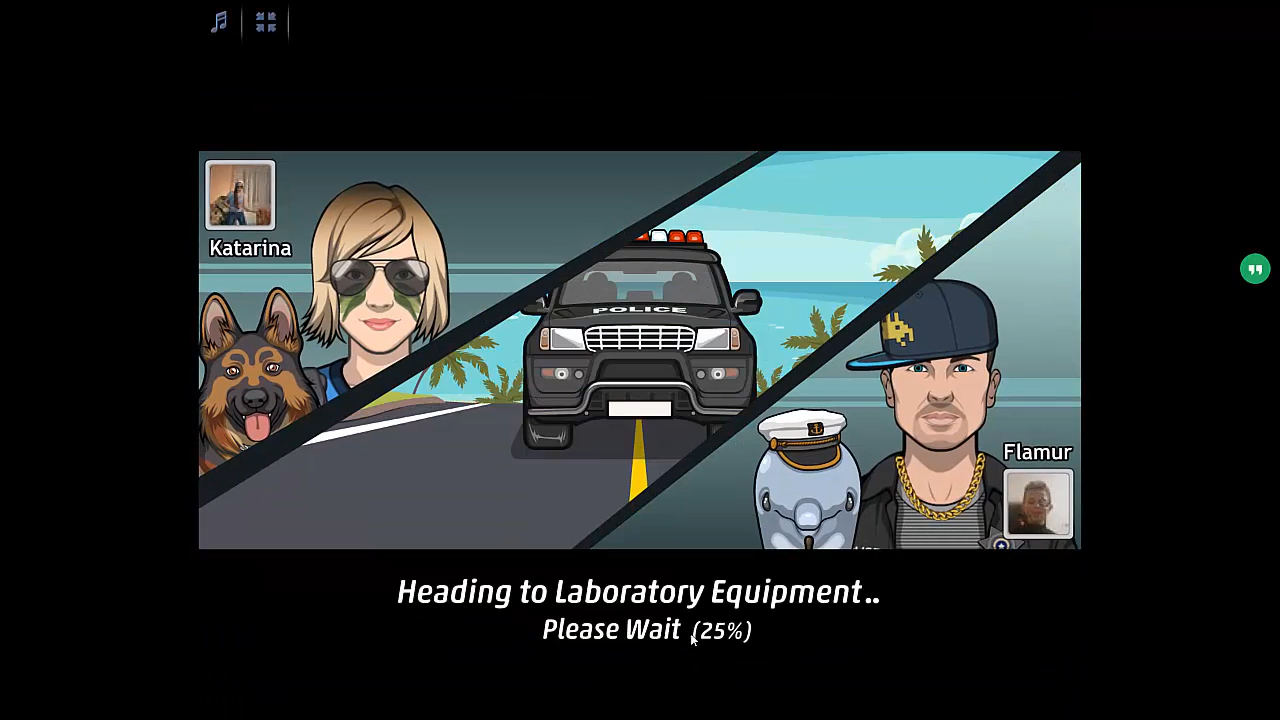 Katarina
POLICE
Flamur
Heading to Laboratory Equipment..
Please Wait (25%)